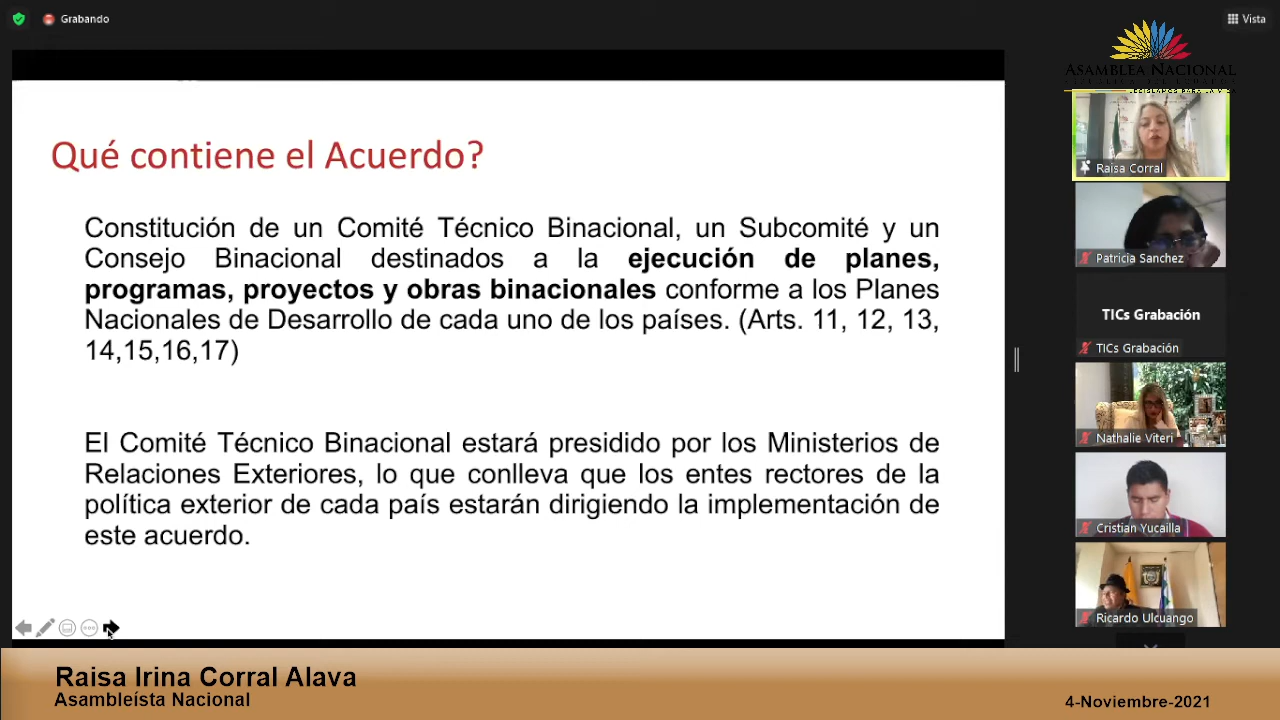 Grabando
Vista
ASAMBLEA NACIONAL
LEGISLAMOS PARA LA VIDA
Qué contiene el Acuerdo?
Constitución de un Comité Técnico Binacional, un Subcomité y un
Consejo Binacional destinados a la ejecución de planes,
programas, proyectos y obras binacionales conforme a los Planes
Nacionales de Desarrollo de cada uno de los países. (Arts. 11, 12, 13,
14,15,16,17)
El Comité Técnico Binacional estará presidido por los Ministerios de
Relaciones Exteriores, lo que conlleva que los entes rectores de la
política exterior de cada país estarán dirigiendo la implementación de
este acuerdo.
Raisa Corral
Patricia Sanchez
TICs Grabación
TICs Grabación
Nathalie Viteri
Cristian Yucailla
Ricardo Ulcuango
Raisa Irina Corral Alava
Asambleísta Nacional
4-Noviembre-2021